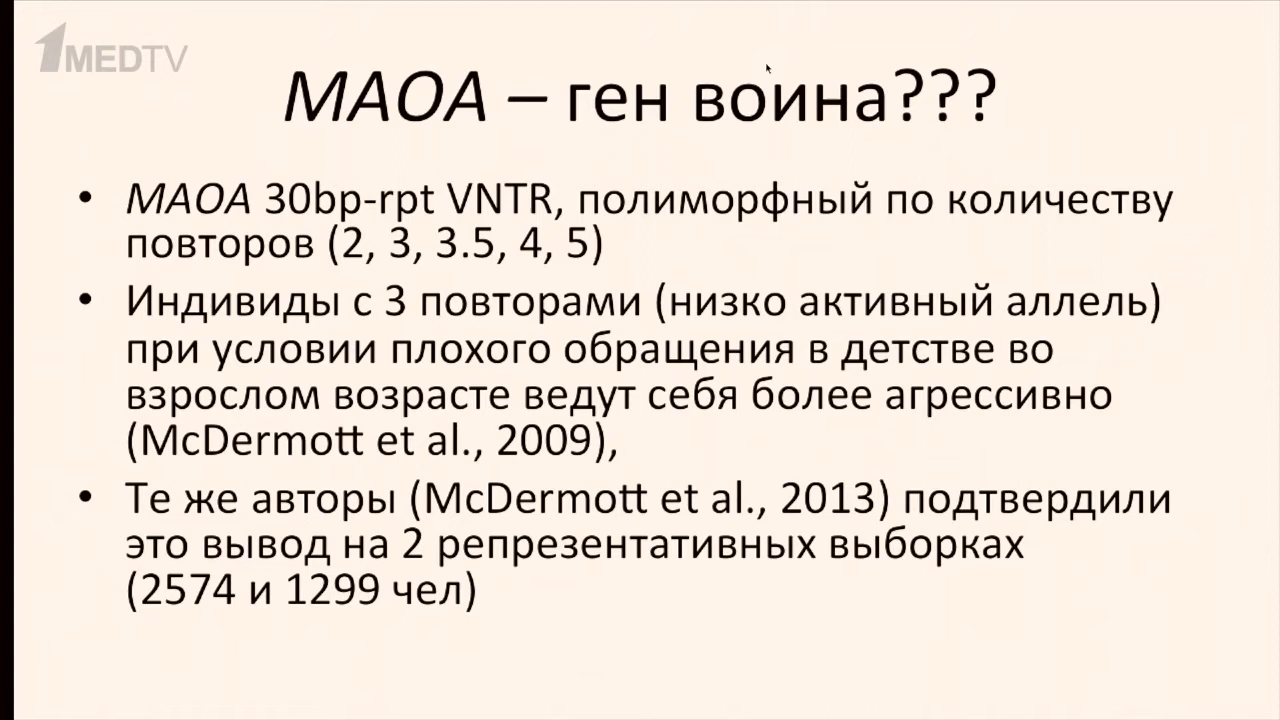 1MEDTV
MAOA – ген воина???
• MAOA 30bp-rpt VNTR, полиморфный по количеству
повторов (2, 3, 3.5, 4, 5)
• Индивиды с 3 повторами (низко активный аллель)
при условии плохого обращения в детстве во
взрослом возрасте ведут себя более агрессивно
(McDermott et al., 2009),
• Те же авторы (McDermott et al., 2013) подтвердили
это вывод на 2 репрезентативных выборках
(2574 и 1299 чел)